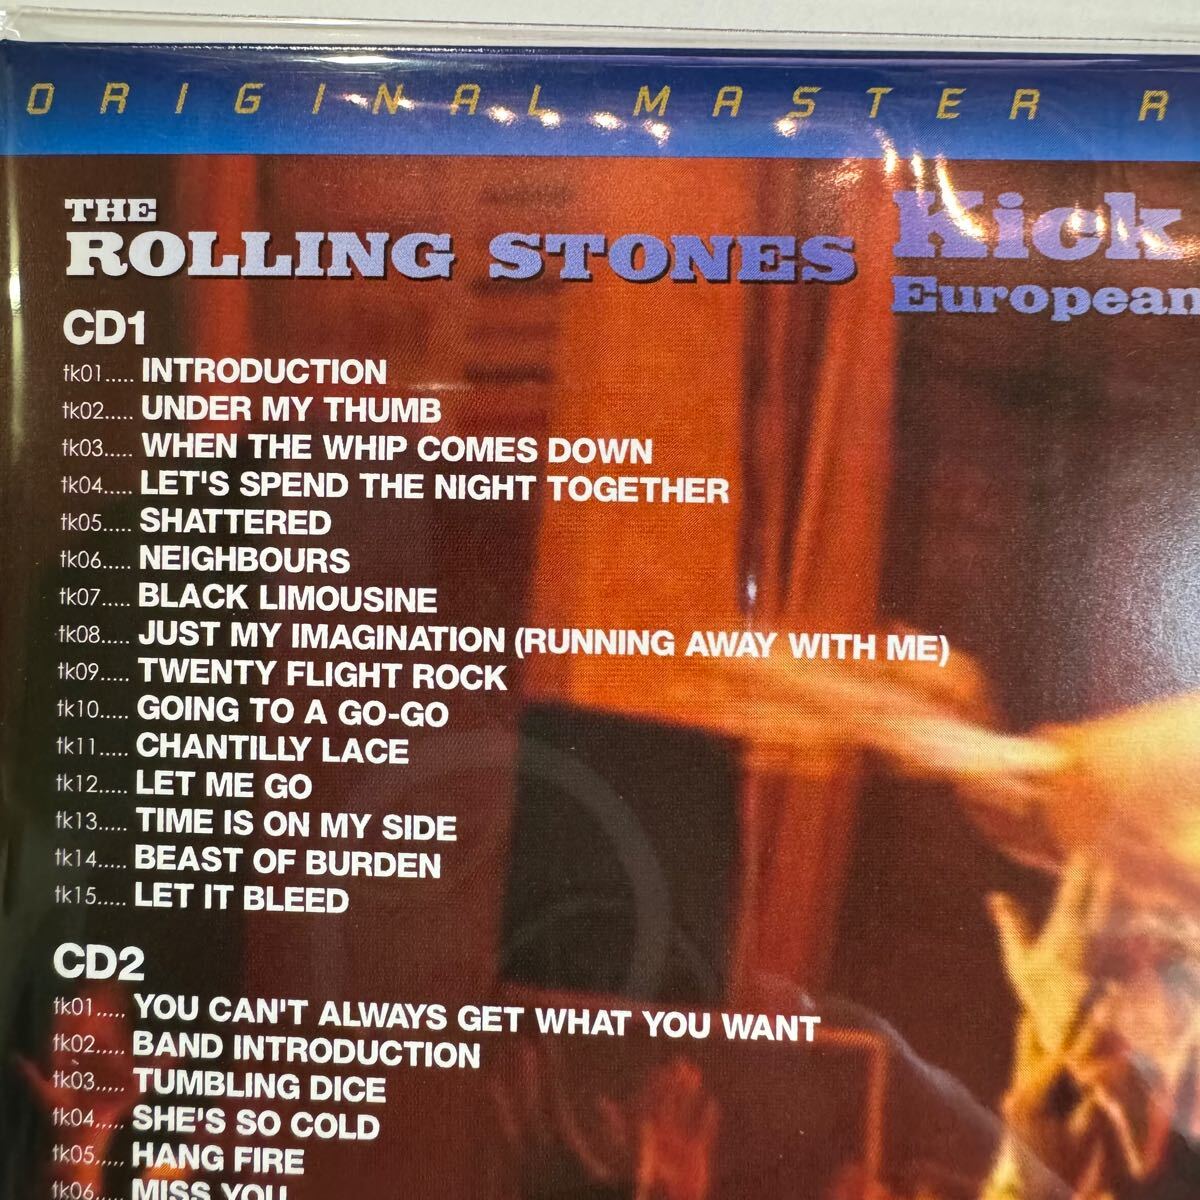 ORIGINAL MASTER R
THE
ROLLING STONES
Kick
European
CD1
tk01..... INTRODUCTION
tk02..... UNDER MY THUMB
tk03..... WHEN THE WHIP COMES DOWN
tk04..... LET'S SPEND THE NIGHT TOGETHER
tk05..... SHATTERED
tk06..... NEIGHBOURS
tk07..... BLACK LIMOUSINE
tk08..... JUST MY IMAGINATION (RUNNING AWAY WITH ME)
tk09..... TWENTY FLIGHT ROCK
tk10..... GOING TO A GO-GO
tk11..... CHANTILLY LACE
tk12..... LET ME GO
tk13..... TIME IS ON MY SIDE
tk14..... BEAST OF BURDEN
tk15..... LET IT BLEED
CD2
tk01..... YOU CAN'T ALWAYS GET WHAT YOU WANT
tk02..... BAND INTRODUCTION
tk03..... TUMBLING DICE
tk04..... SHE'S SO COLD
tk05..... HANG FIRE
tk06..... MISS YOU